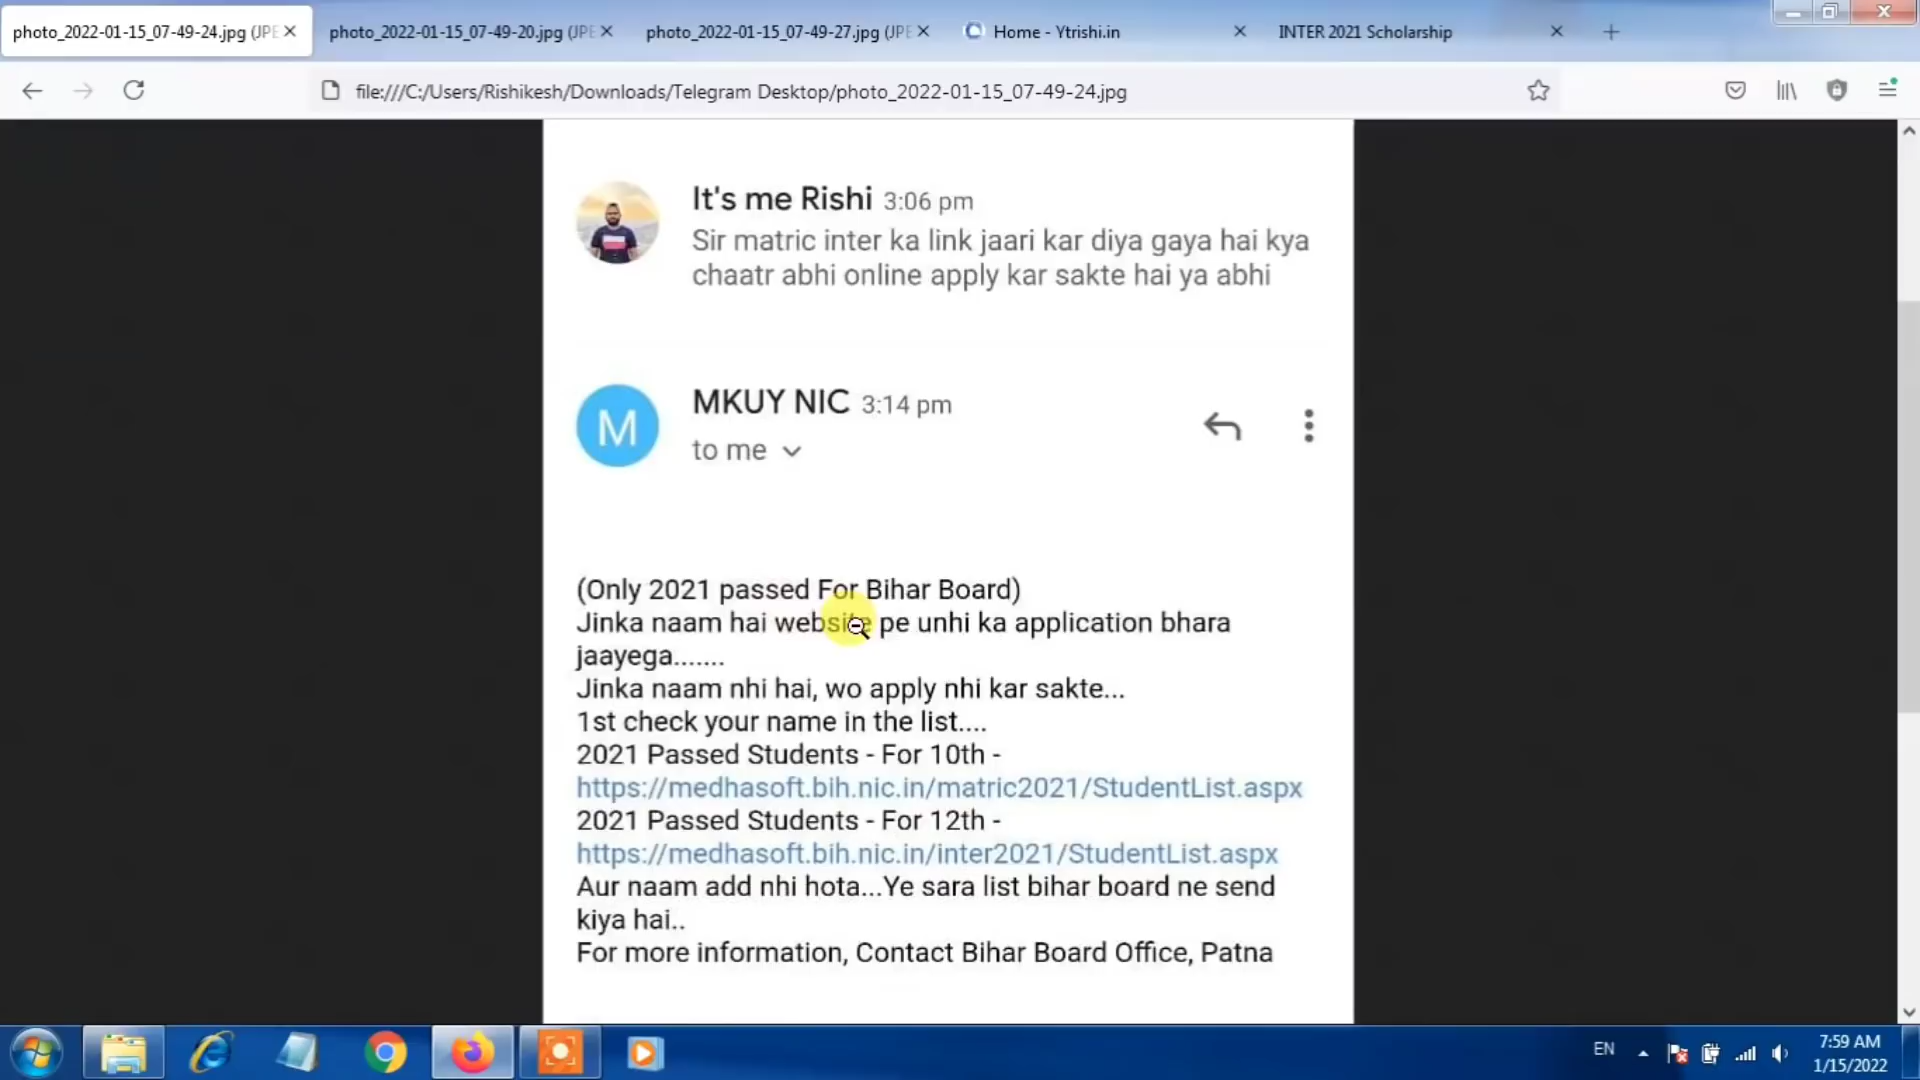 photo_2022-01-15_07-49-24.jpg (JPE
photo_2022-01-15_07-49-20.jpg (JPE
photo_2022-01-15_07-49-27.jpg (JPE
Home - Ytrishi.in
INTER 2021 Scholarship
file:///C:/Users/Rishikesh/Downloads/Telegram Desktop/photo_2022-01-15_07-49-24.jpg
It's me Rishi 3:06 pm
Sir matric inter ka link jaari kar diya gaya hai kya
chaatr abhi online apply kar sakte hai ya abhi
M
MKUY NIC 3:14 pm
to me
(Only 2021 passed For Bihar Board)
Jinka naam hai website pe unhi ka application bhara
jaayega.......
Jinka naam nhi hai, wo apply nhi kar sakte...
1st check your name in the list....
2021 Passed Students - For 10th -
https://medhasoft.bih.nic.in/matric2021/StudentList.aspx
2021 Passed Students - For 12th -
https://medhasoft.bih.nic.in/inter2021/StudentList.aspx
Aur naam add nhi hota...Ye sara list bihar board ne send
kiya hai..
For more information, Contact Bihar Board Office, Patna
EN
7:59 AM
1/15/2022